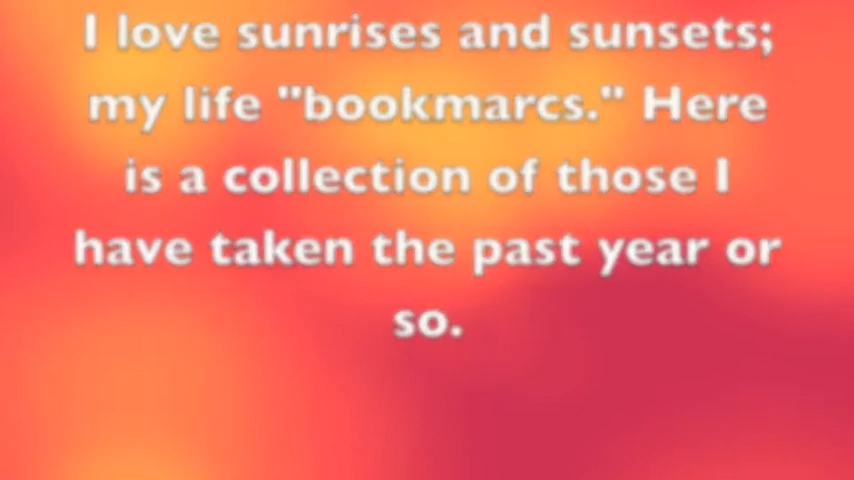 I love sunrises and sunsets;
my life "bookmarcs." Here
is a collection of those I
have taken the past year or
so.